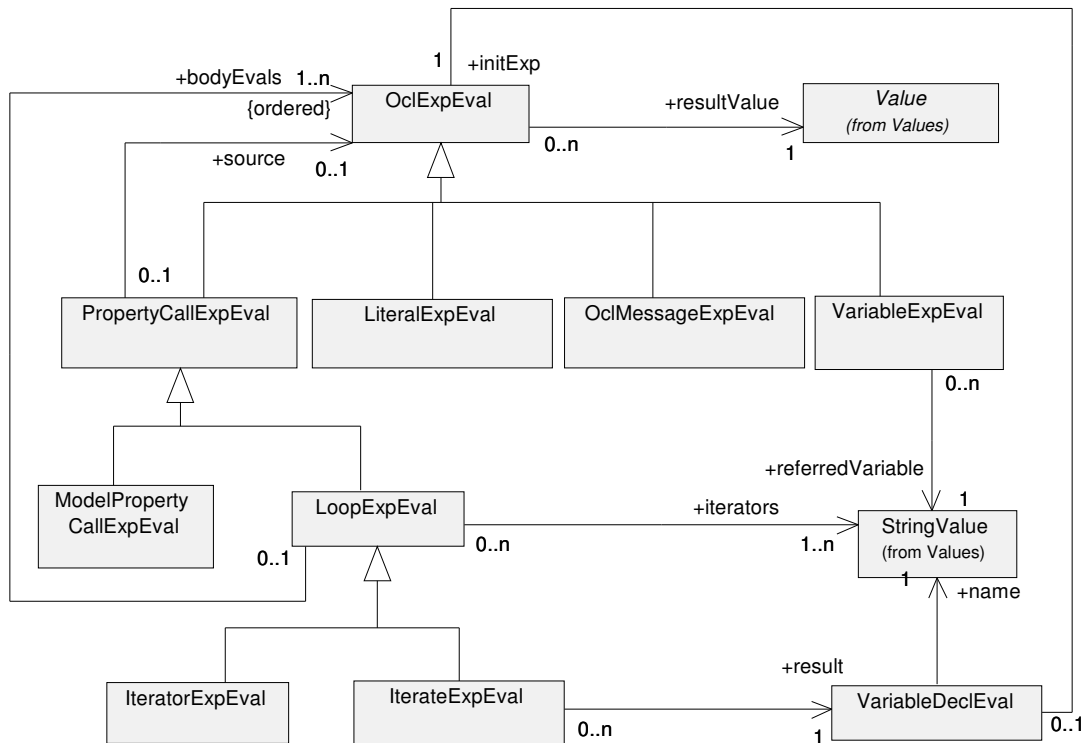 1
+initExp
+bodyEvals
1..n
{ordered}
OclExpEval
+resultValue
0..n
1
Value
(from Values)
+source
0..1
0..1
PropertyCallExpEval
LiteralExpEval
OclMessageExpEval
VariableExpEval
0..n
+referredVariable
1
ModelProperty
CallExpEval
LoopExpEval
0..1
0..n
+iterators
1..n
StringValue
(from Values)
1
+name
IteratorExpEval
IterateExpEval
0..n
+result
1
VariableDeclEval
0..1